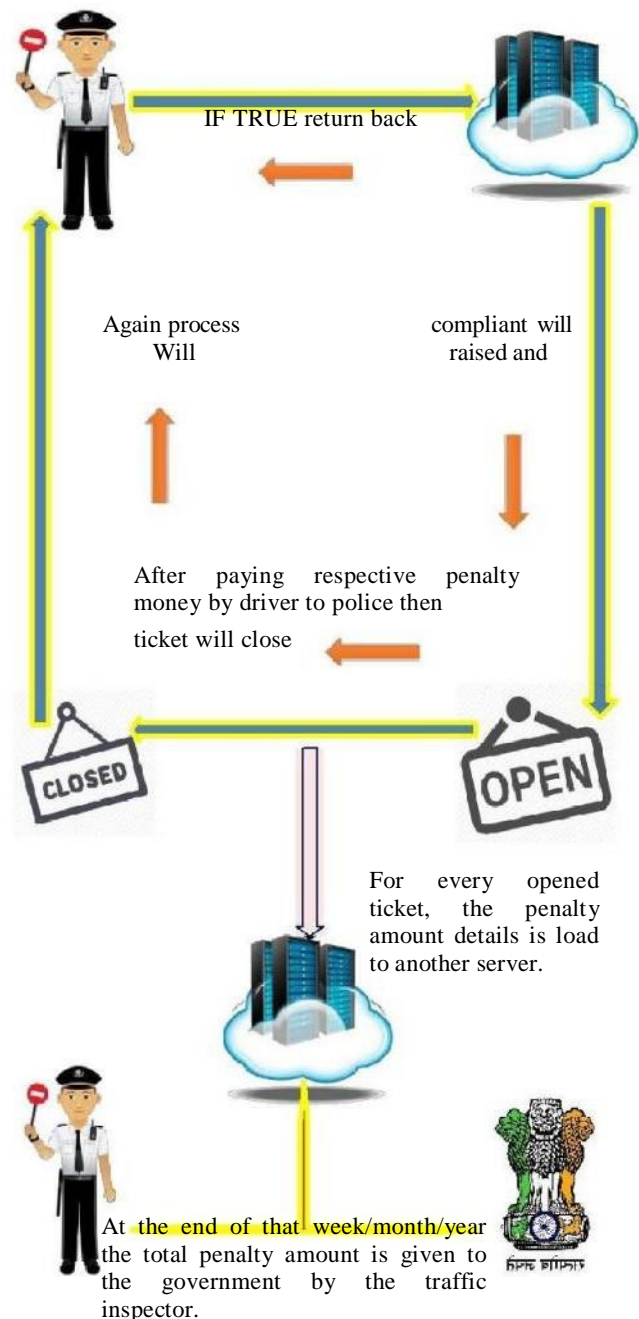 IF TRUE return back
Again process
Will
compliant will
raised and
After paying respective penalty
money by driver to police then
ticket will close
CLOSED
OPEN
For every opened
ticket, the penalty
amount details is load
to another server.
At the end of that week/month/year
the total penalty amount is given to
the government by the traffic
inspector.